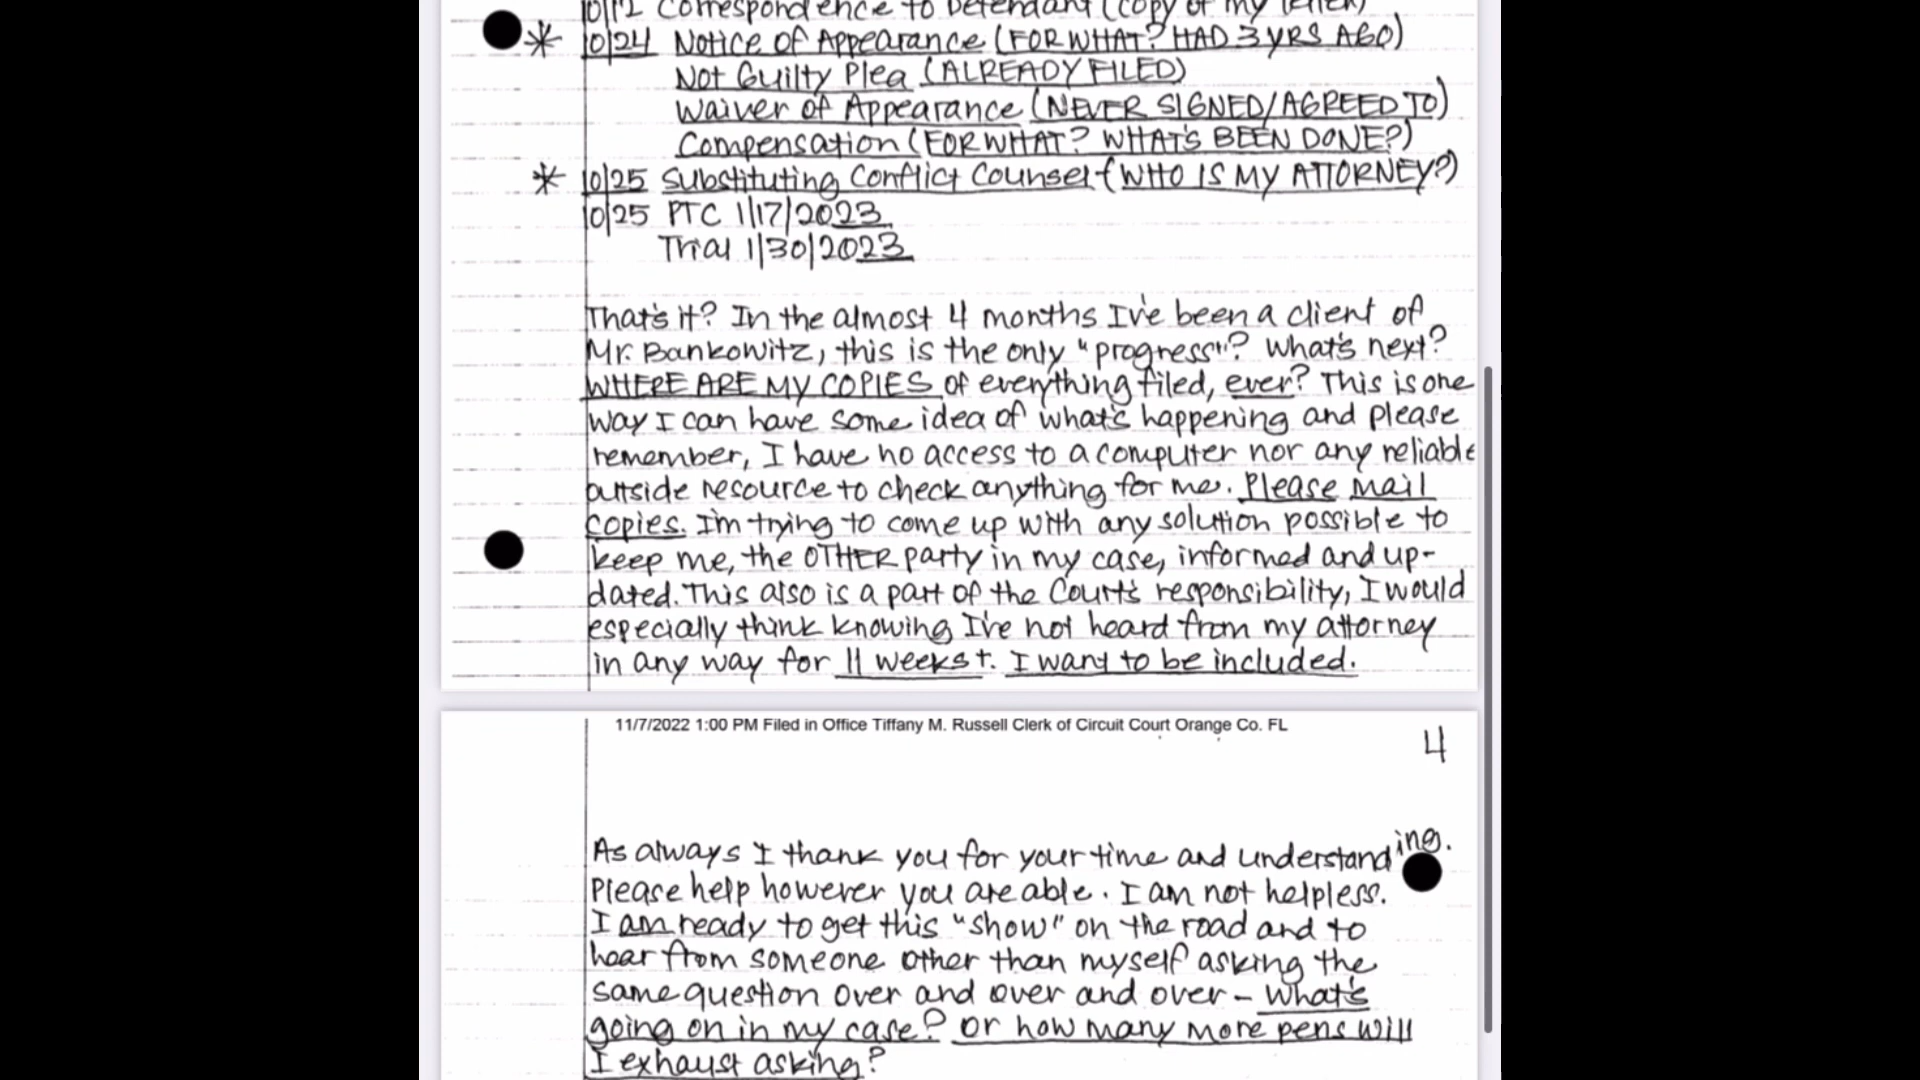 10/12 Correspondence to Defendant (copy of my letter)
* 10/24 Notice of Appearance (FOR WHAT? HAD 3 YRS AGO)
Not Guilty Plea (ALREADY FILED)
Waiver of Appearance (NEVER SIGNED/AGREED TO)
Compensation (FOR WHAT? WHAT'S BEEN DONE?)
* 10/25 Substituting Conflict Counsel (WHO IS MY ATTORNEY?)
10/25 PTC 1/17/2023
Trial 1/30/2023
That's it? In the almost 4 months I've been a client of
Mr. Bankowitz, this is the only "progress"? What's next?
WHERE ARE MY COPIES of everything filed, ever? This is one
way I can have some idea of what's happening and please
remember, I have no access to a computer nor any reliable
outside resource to check anything for me. Please mail
copies. I'm trying to come up with any solution possible to
keep me, the OTHER party in my case, informed and up-
dated. This also is a part of the Court's responsibility, I would
especially think knowing I've not heard from my attorney
in any way for 11 weeks+. I want to be included.
11/7/2022 1:00 PM Filed in Office Tiffany M. Russell Clerk of Circuit Court Orange Co. FL
4
As always I thank you for your time and understanding.
Please help however you are able. I am not helpless.
I am ready to get this "show" on the road and to
hear from someone other than myself asking the
same question over and over and over - What's
going on in my case? Or how many more pens will
I exhaust asking?